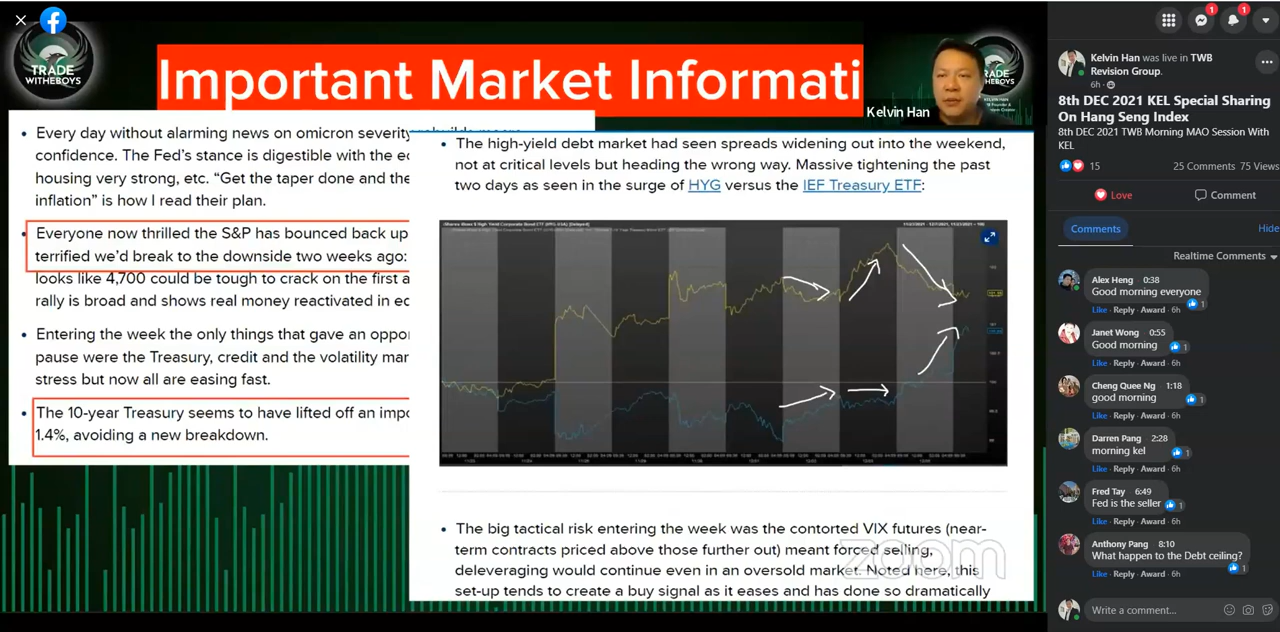 TRADE
WITHEBOYS
Important Market Informati
Kelvin Han
Every day without alarming news on omicron severity
confidence. The Fed's stance is digestible with the ec
housing very strong, etc. "Get the taper done and the
inflation" is how I read their plan.
Everyone now thrilled the S&P has bounced back up
terrified we'd break to the downside two weeks ago:
looks like 4,700 could be tough to crack on the first a
rally is broad and shows real money reactivated in ec
Entering the week the only things that gave an oppor
pause were the Treasury, credit and the volatility mar
stress but now all are easing fast.
The 10-year Treasury seems to have lifted off an impo
1.4%, avoiding a new breakdown.
The high-yield debt market had seen spreads widening out into the weekend,
not at critical levels but heading the wrong way. Massive tightening the past
two days as seen in the surge of HYG versus the IEF Treasury ETF:
The big tactical risk entering the week was the contorted VIX futures (near-
term contracts priced above those further out) meant forced selling,
deleveraging would continue even in an oversold market. Noted here, this
set-up tends to create a buy signal as it eases and has done so dramatically
zoom
1
1
Kelvin Han was live in TWB
Revision Group.
6h
8th DEC 2021 KEL Special Sharing
On Hang Seng Index
8th DEC 2021 TWB Morning MAO Session With
KEL
15
25 Comments 75 Views
Love
Comment
Comments
Hide
Realtime Comments
Alex Heng 0:38
Good morning everyone
1
Like · Reply · Award · 6h
Janet Wong 0:55
Good morning
1
Like · Reply · Award · 6h
Cheng Quee Ng 1:18
good morning
1
Like · Reply · Award · 6h
Darren Pang 2:28
morning kel
1
Like · Reply · Award · 6h
Fred Tay 6:49
Fed is the seller
1
Like · Reply · Award · 6h
Anthony Pang 8:10
What happen to the Debt ceiling?
1
Like · Reply · Award · 6h
Write a comment...